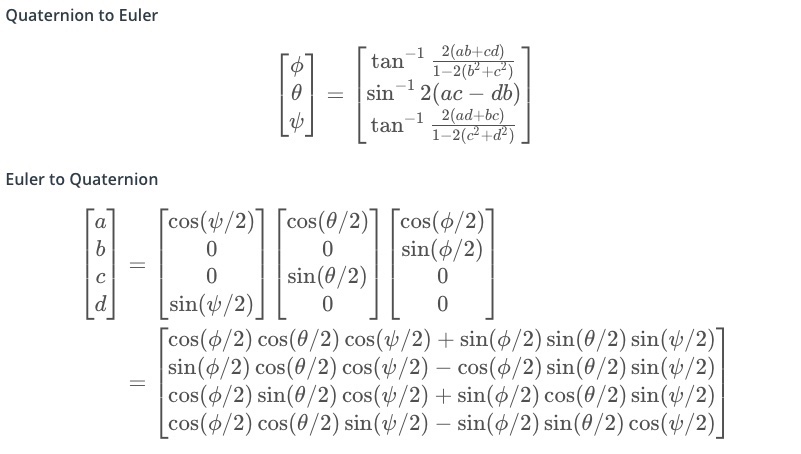 Quaternion to Euler
[ϕ θ ψ] = [tan⁻¹ 2(ab+cd)/1−2(b²+c²)
sin⁻¹ 2(ac − db)
tan⁻¹ 2(ad+bc)/1−2(c²+d²)]
Euler to Quaternion
[a] = [cos(ψ/2)] [cos(θ/2)] [cos(ϕ/2)]
[b] [0] [0] [sin(ϕ/2)]
[c] [0] [sin(θ/2)] [0]
[d] [sin(ψ/2)] [0] [0]
= [cos(ϕ/2) cos(θ/2) cos(ψ/2) + sin(ϕ/2) sin(θ/2) sin(ψ/2)]
[sin(ϕ/2) cos(θ/2) cos(ψ/2) − cos(ϕ/2) sin(θ/2) sin(ψ/2)]
[cos(ϕ/2) sin(θ/2) cos(ψ/2) + sin(ϕ/2) cos(θ/2) sin(ψ/2)]
[cos(ϕ/2) cos(θ/2) sin(ψ/2) − sin(ϕ/2) sin(θ/2) cos(ψ/2)]